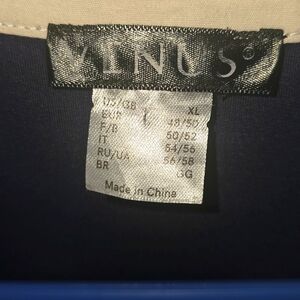 VENUS
US/GB XL
EUR 48/50
F/B 50/52
IT 54/56
RU/UA 56/58
BR GG
Made in China